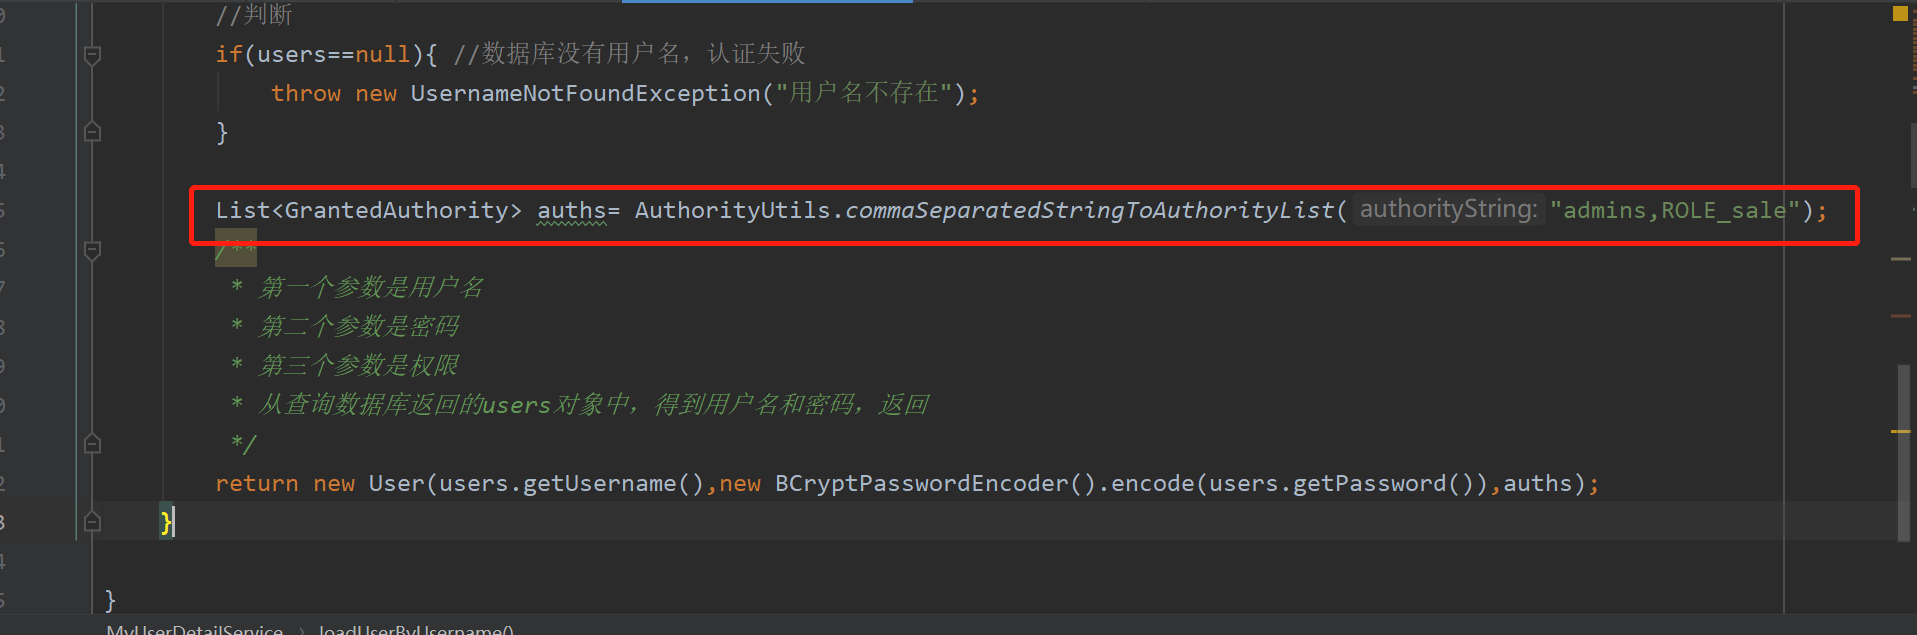 //判断
if(users==null){ //数据库没有用户名，认证失败
throw new UsernameNotFoundException("用户名不存在");
}
List<GrantedAuthority> auths= AuthorityUtils.commaSeparatedStringToAuthorityList( authorityString: "admins,ROLE_sale");
/**
* 第一个参数是用户名
* 第二个参数是密码
* 第三个参数是权限
* 从查询数据库返回的users对象中，得到用户名和密码，返回
*/
return new User(users.getUsername(),new BCryptPasswordEncoder().encode(users.getPassword()),auths);
}
}
MyUserDetailService > loadUserByUsername()